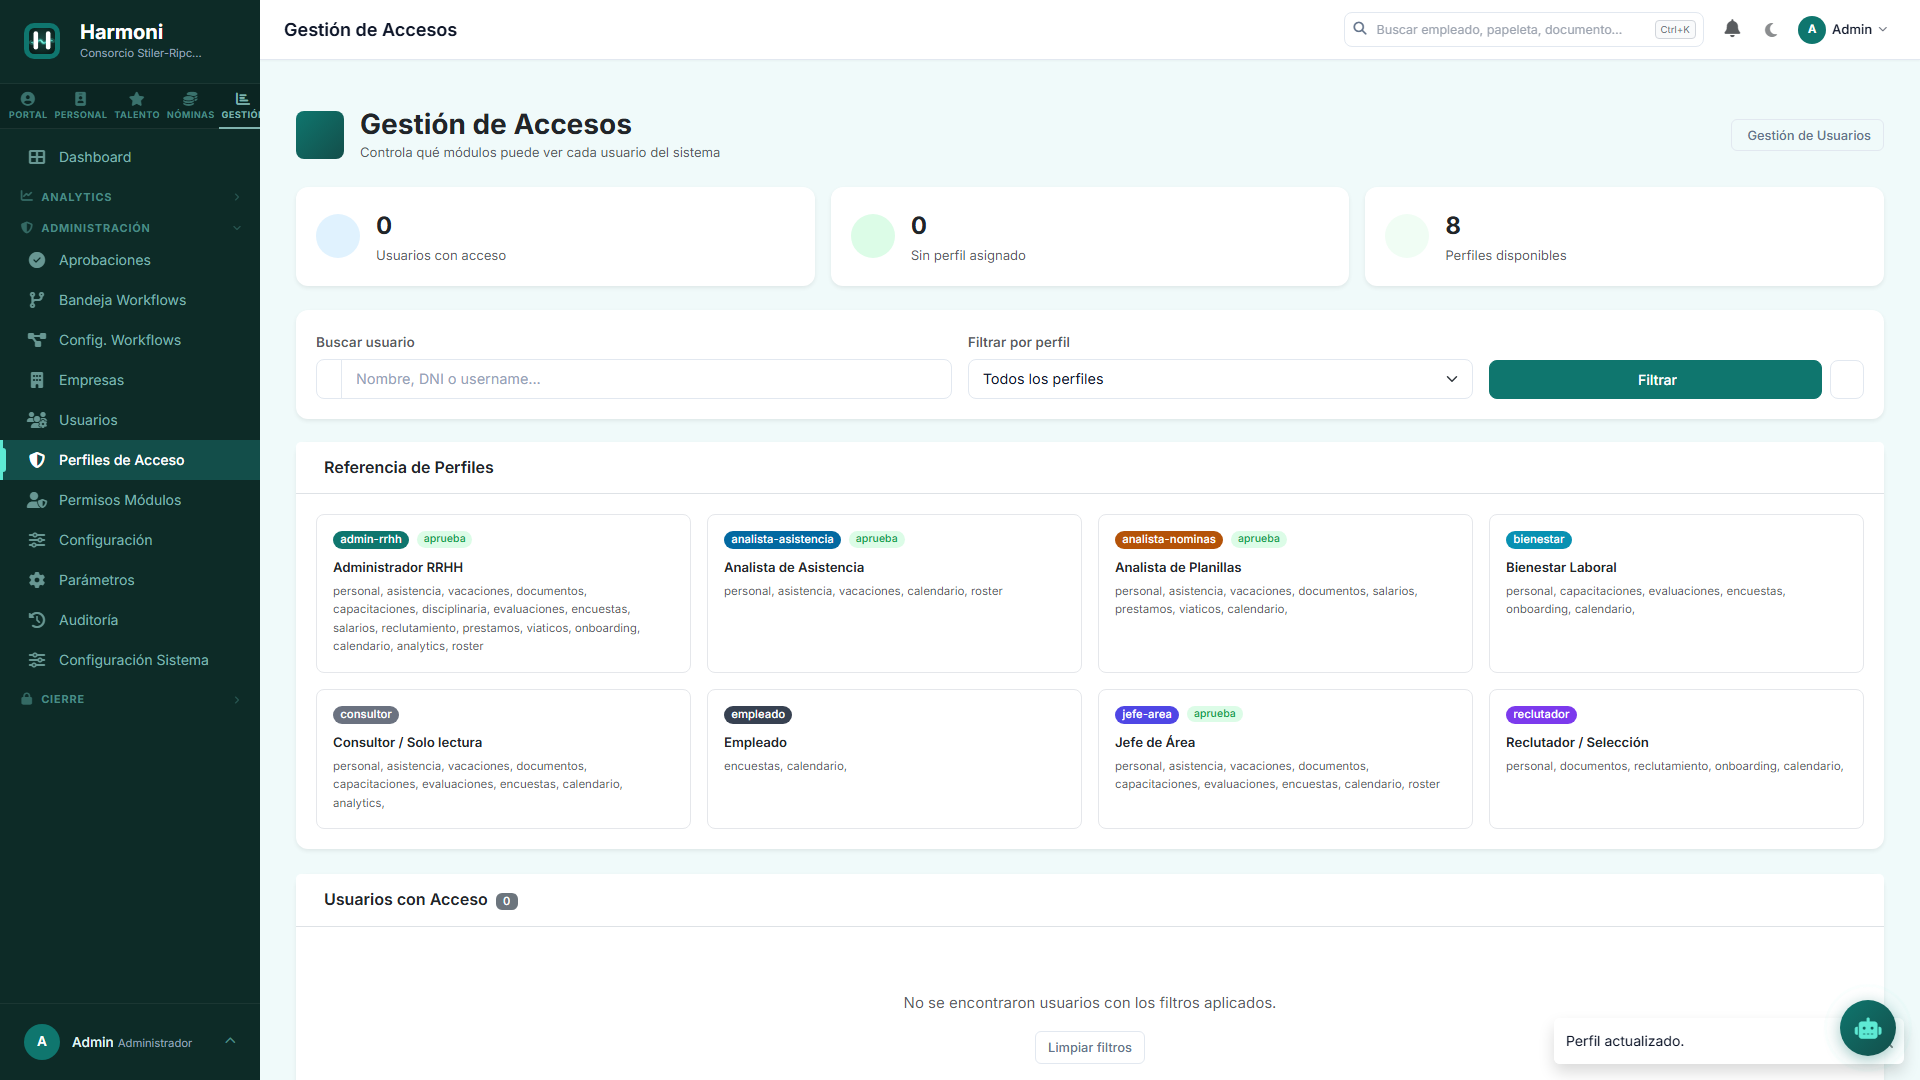 Harmoni
Consorcio Stiler-Ripc...
PORTAL
PERSONAL
TALENTO
NÓMINAS
GESTIÓN
Dashboard
ANALYTICS
ADMINISTRACIÓN
Aprobaciones
Bandeja Workflows
Config. Workflows
Empresas
Usuarios
Perfiles de Acceso
Permisos Módulos
Configuración
Parámetros
Auditoría
Configuración Sistema
CIERRE
A
Admin Administrador
Gestión de Accesos
Buscar empleado, papeleta, documento...
Ctrl+K
A
Admin
Gestión de Accesos
Controla qué módulos puede ver cada usuario del sistema
Gestión de Usuarios
0
Usuarios con acceso
0
Sin perfil asignado
8
Perfiles disponibles
Buscar usuario
Nombre, DNI o username...
Filtrar por perfil
Todos los perfiles
Filtrar
Referencia de Perfiles
admin-rrhh aprueba
Administrador RRHH
personal, asistencia, vacaciones, documentos,
capacitaciones, disciplinaria, evaluaciones, encuestas,
salarios, reclutamiento, prestamos, viaticos, onboarding,
calendario, analytics, roster
analista-asistencia aprueba
Analista de Asistencia
personal, asistencia, vacaciones, calendario, roster
analista-nominas aprueba
Analista de Planillas
personal, asistencia, vacaciones, documentos, salarios,
prestamos, viaticos, calendario,
bienestar
Bienestar Laboral
personal, capacitaciones, evaluaciones, encuestas,
onboarding, calendario,
consultor
Consultor / Solo lectura
personal, asistencia, vacaciones, documentos,
capacitaciones, evaluaciones, encuestas, calendario,
analytics,
empleado
Empleado
encuestas, calendario,
jefe-area aprueba
Jefe de Área
personal, asistencia, vacaciones, documentos,
capacitaciones, evaluaciones, encuestas, calendario, roster
reclutador
Reclutador / Selección
personal, documentos, reclutamiento, onboarding, calendario,
Usuarios con Acceso 0
No se encontraron usuarios con los filtros aplicados.
Limpiar filtros
Perfil actualizado.